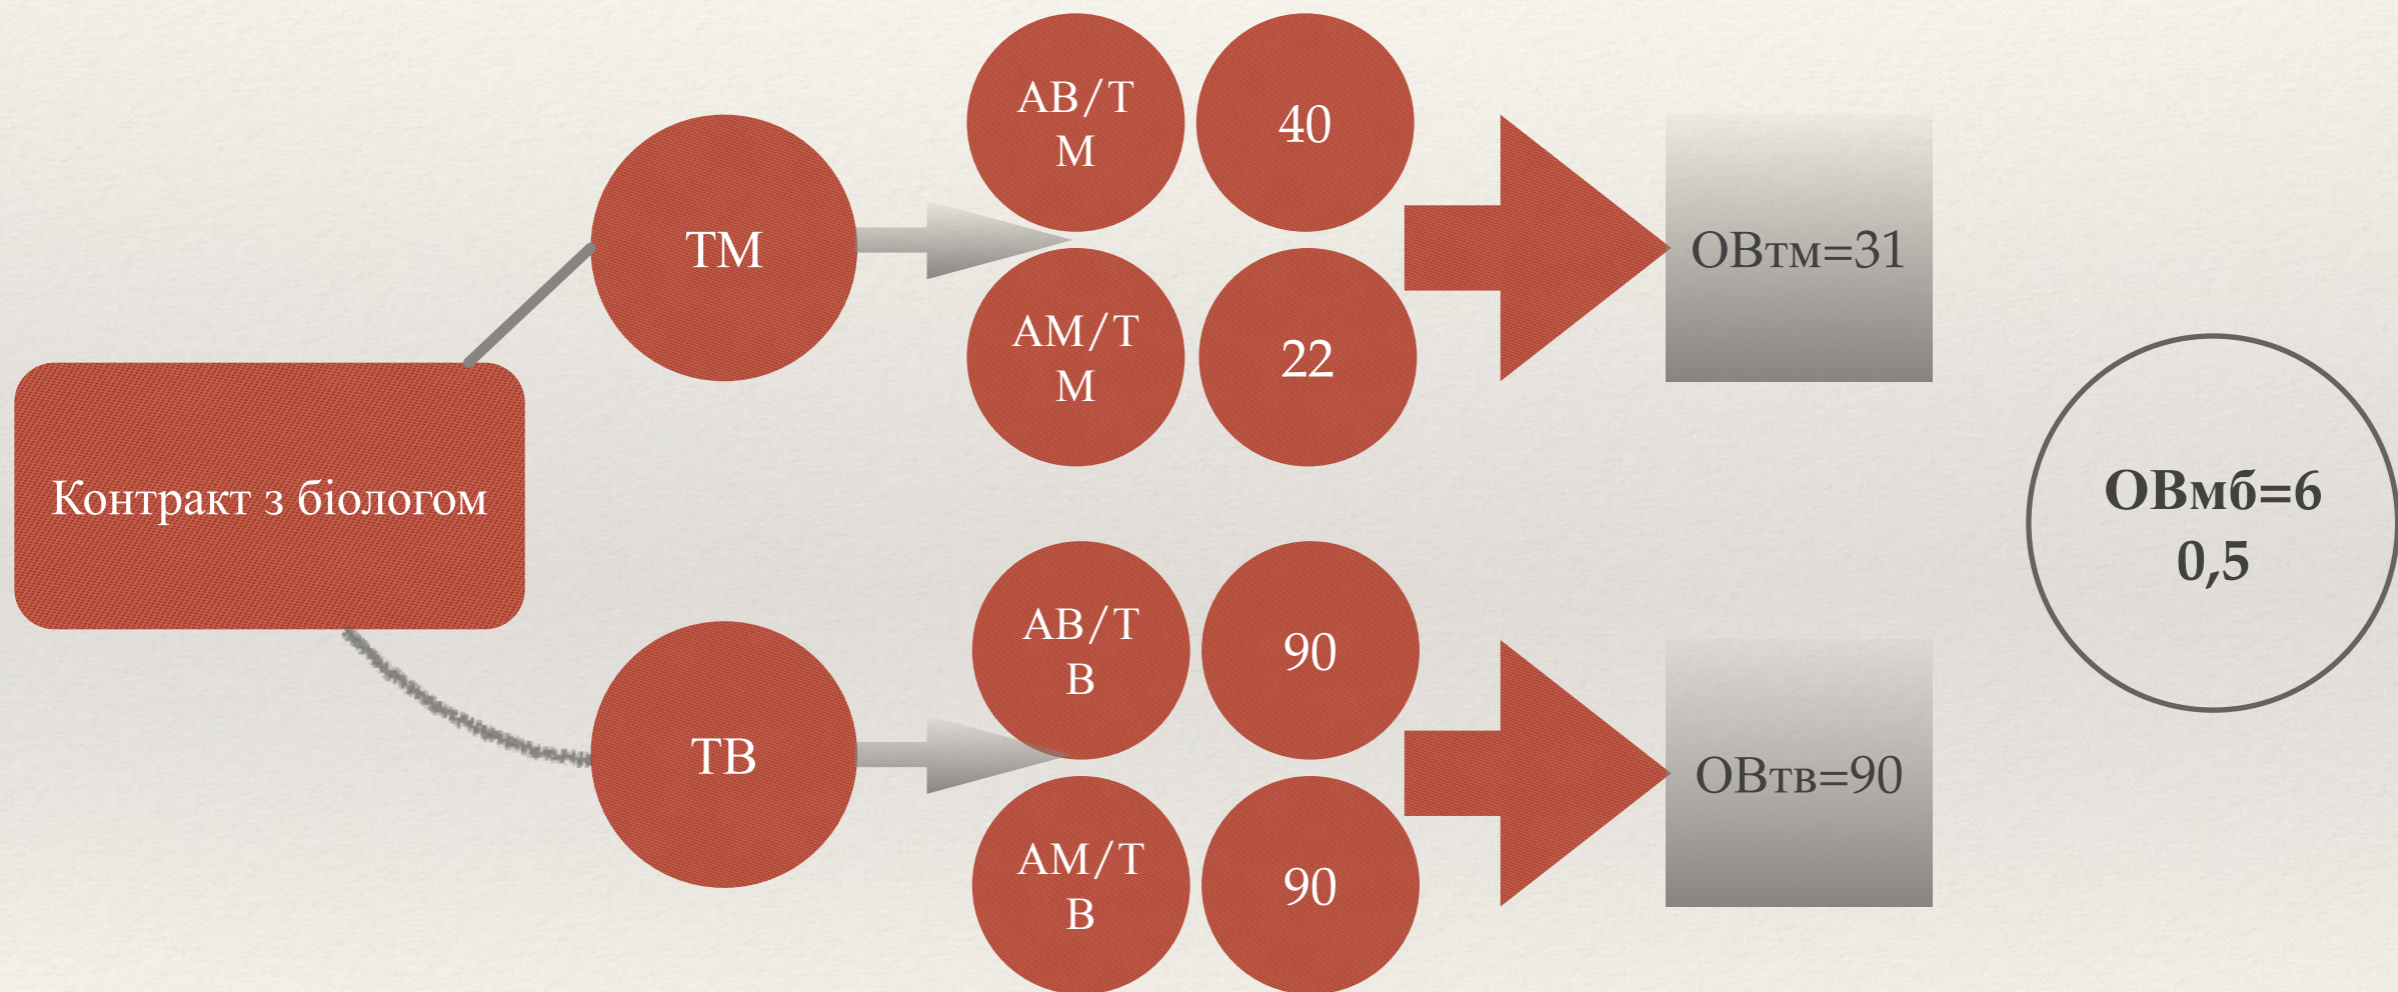 Контракт з біологом
ТМ
АВ/Т
М
40
АМ/Т
М
22
ОВтм=31
ТВ
АВ/Т
В
90
АМ/Т
В
90
ОВтв=90
ОВмб=6
0,5